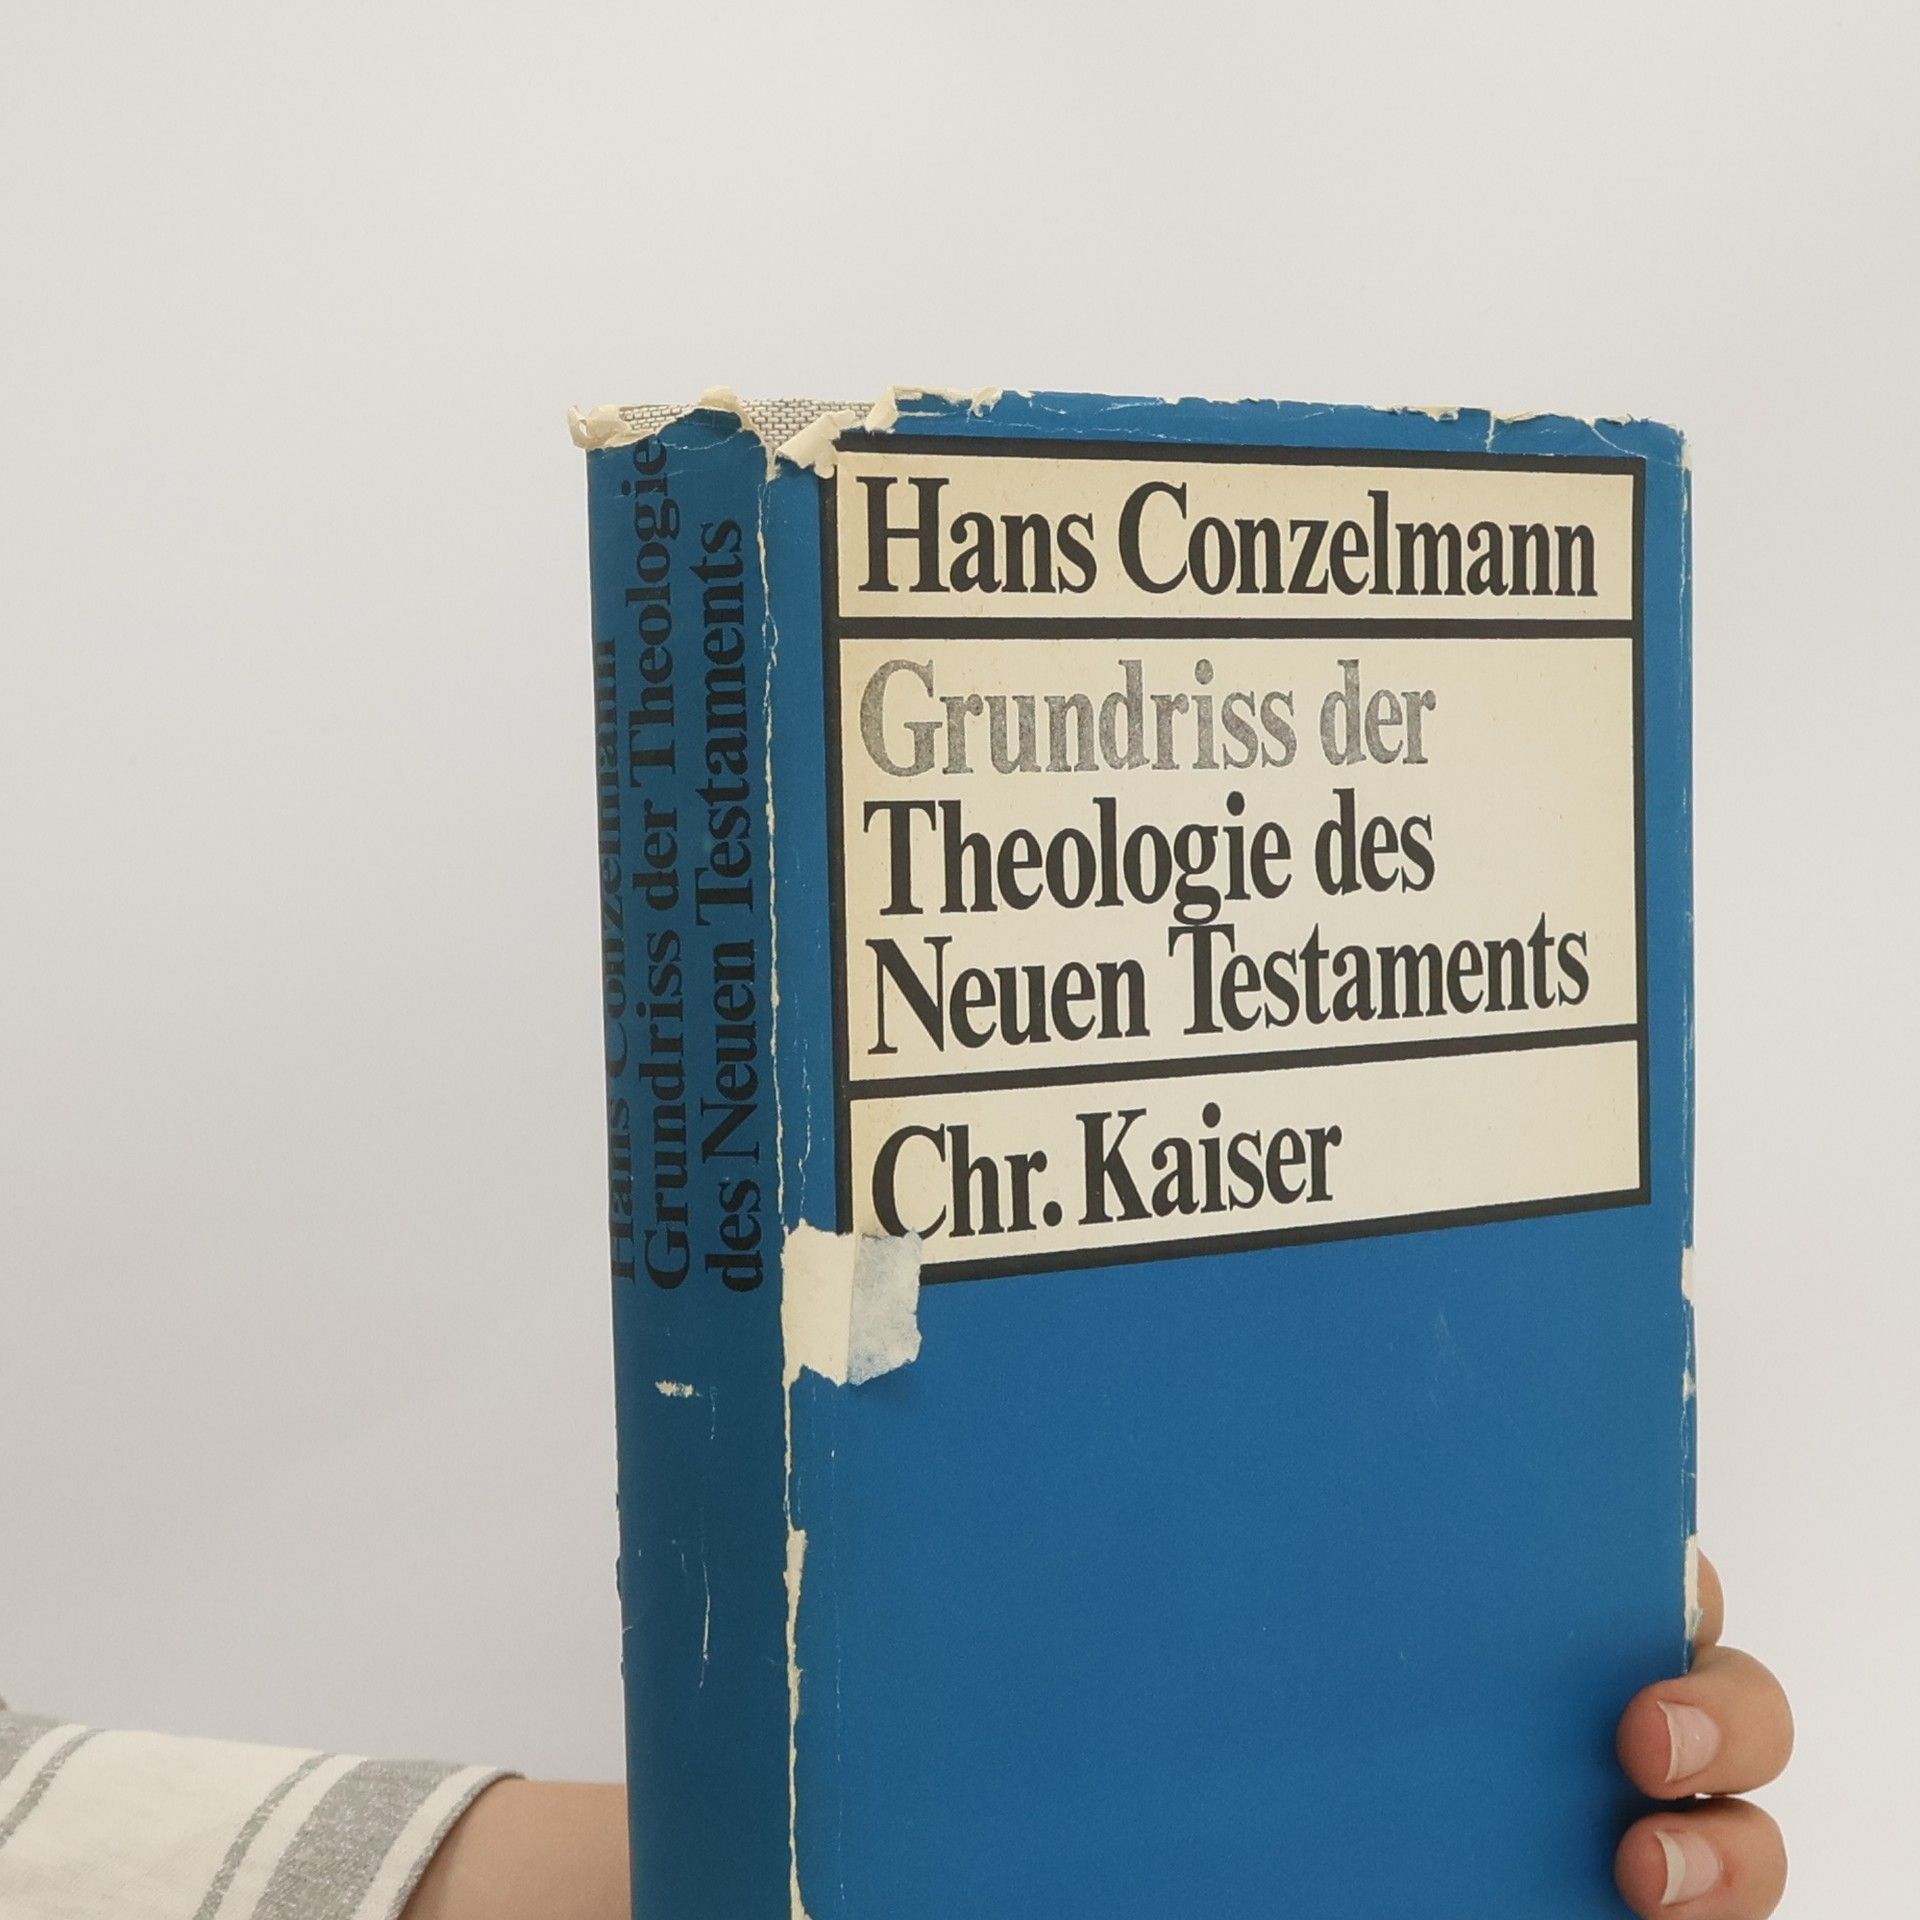 Hans Conzelmann
Grundriss der Theologie
des Neuen Testaments
Hans Conzelmann
Grundriss der
Theologie des
Neuen Testaments
Chr. Kaiser